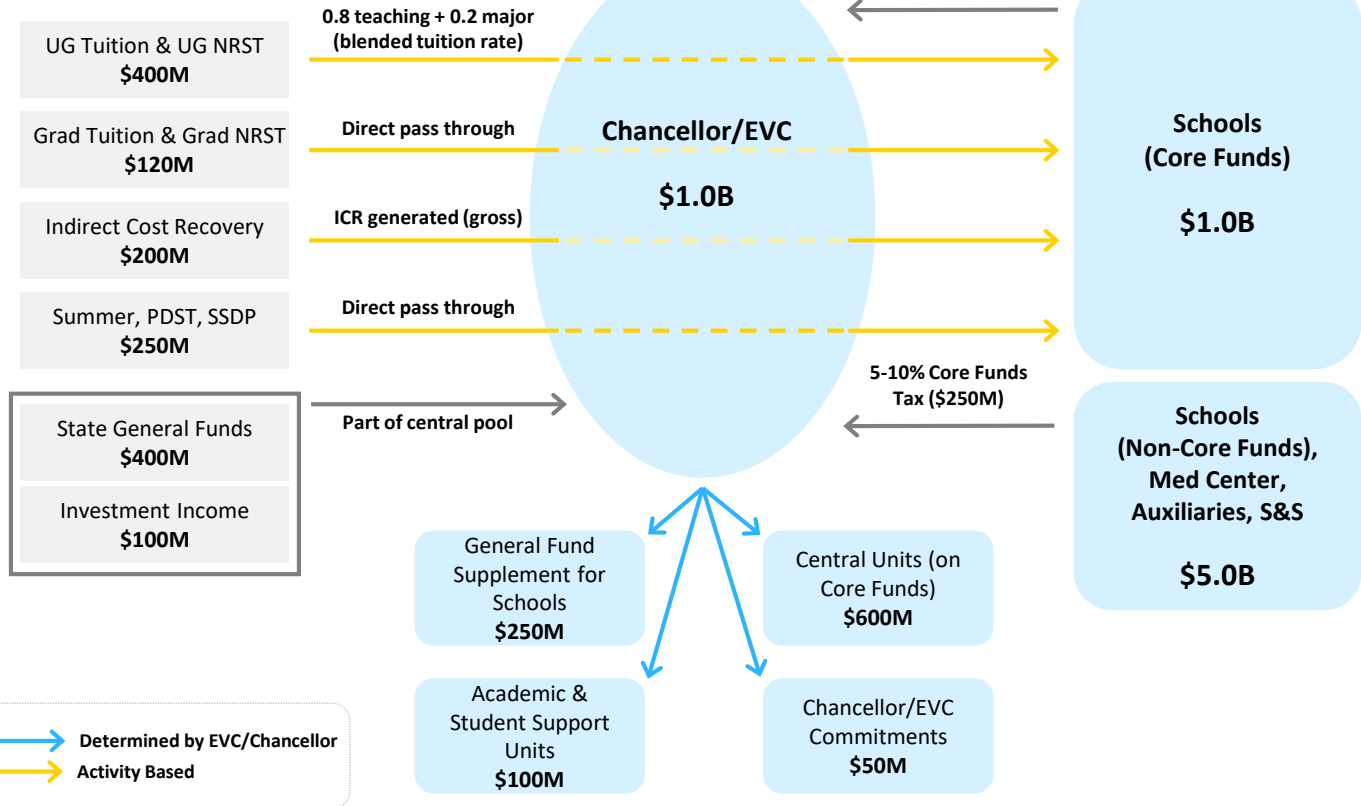 0.8 teaching + 0.2 major
(blended tuition rate)
UG Tuition & UG NRST
$400M
Direct pass through
Grad Tuition & Grad NRST
$120M
Chancellor/EVC
$1.0B
Schools
(Core Funds)
$1.0B
ICR generated (gross)
Indirect Cost Recovery
$200M
Direct pass through
Summer, PDST, SSDP
$250M
5-10% Core Funds
Tax ($250M)
Part of central pool
State General Funds
$400M
Investment Income
$100M
Schools
(Non-Core Funds),
Med Center,
Auxiliaries, S&S
$5.0B
General Fund
Supplement for
Schools
$250M
Central Units (on
Core Funds)
$600M
Academic &
Student Support
Units
$100M
Chancellor/EVC
Commitments
$50M
Determined by EVC/Chancellor
Activity Based